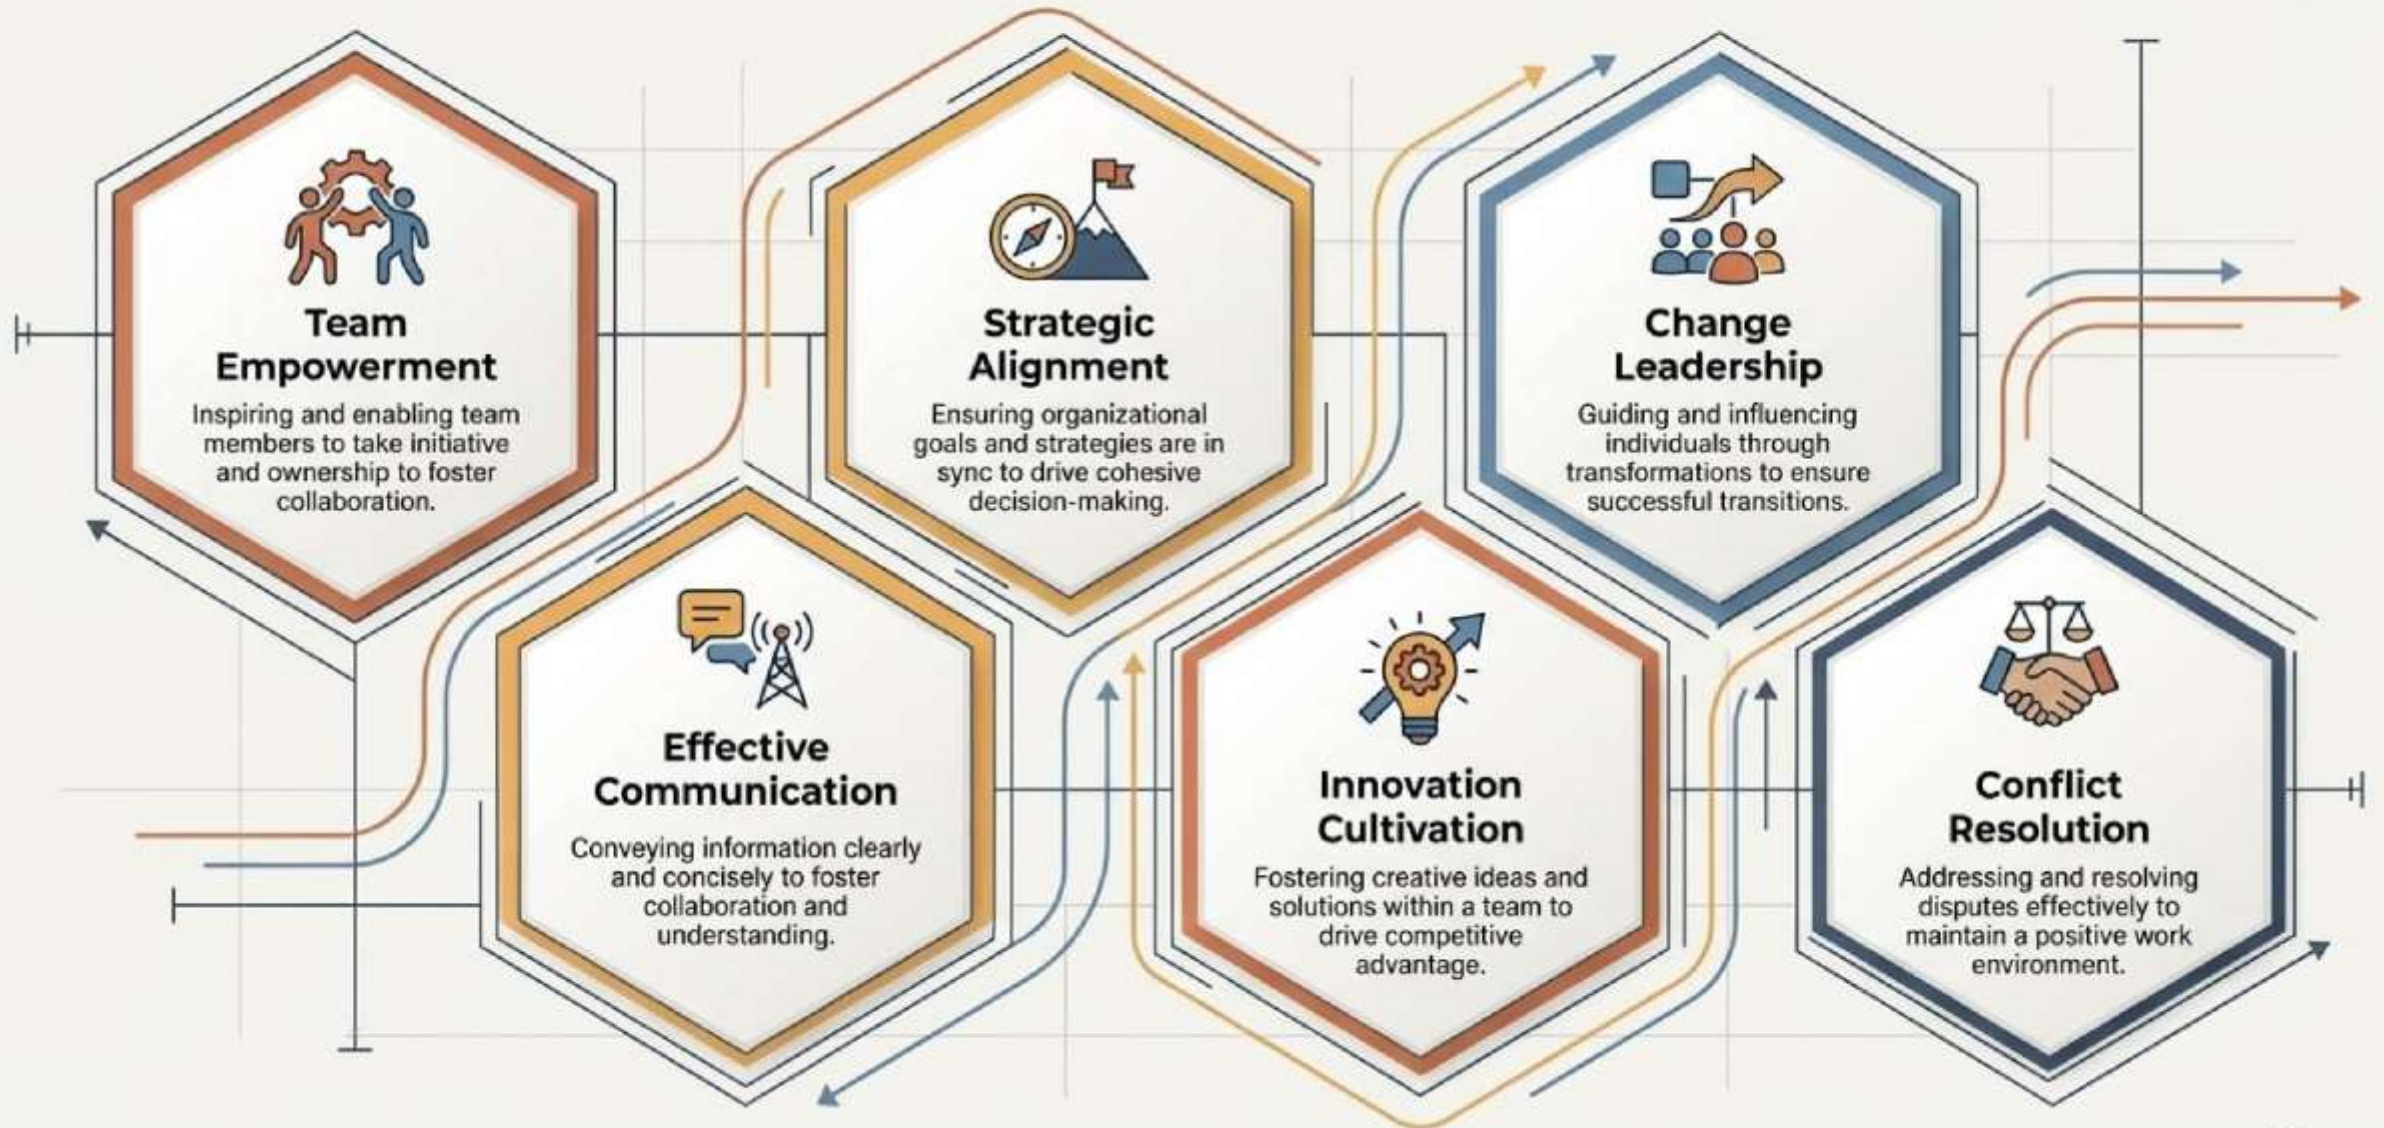 Team
Empowerment
Inspiring and enabling team
members to take initiative
and ownership to foster
collaboration.
Strategic
Alignment
Ensuring organizational
goals and strategies are in
sync to drive cohesive
decision-making.
Change
Leadership
Guiding and influencing
individuals through
transformations to ensure
successful transitions.
Effective
Communication
Conveying information clearly
and concisely to foster
collaboration and
understanding.
Innovation
Cultivation
Fostering creative ideas and
solutions within a team to
drive competitive
advantage.
Conflict
Resolution
Addressing and resolving
disputes effectively to
maintain a positive work
environment.